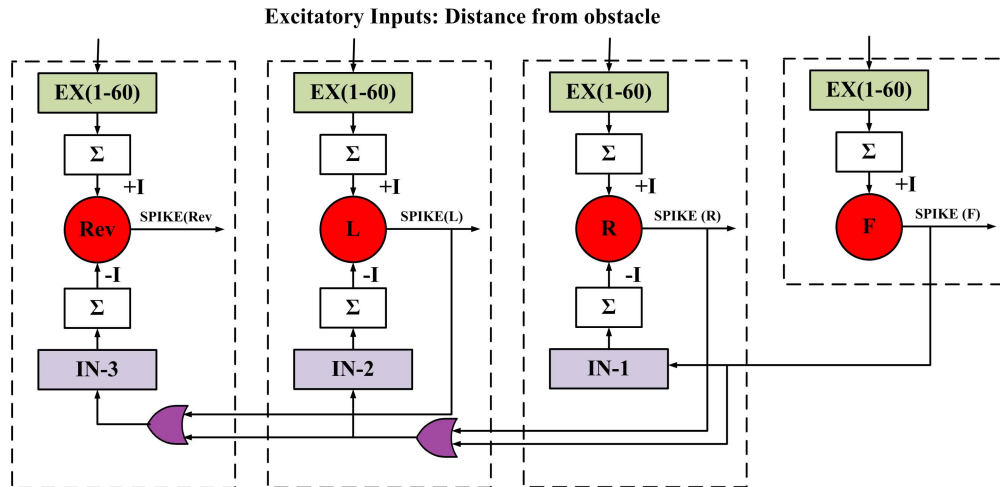 Excitatory Inputs: Distance from obstacle
EX(1-60)
EX(1-60)
EX(1-60)
EX(1-60)
Σ
Σ
Σ
Σ
+I
+I
+I
+I
Rev
SPIKE(Rev
L
SPIKE(L)
R
SPIKE (R)
F
SPIKE (F)
-I
-I
-I
Σ
Σ
Σ
IN-3
IN-2
IN-1